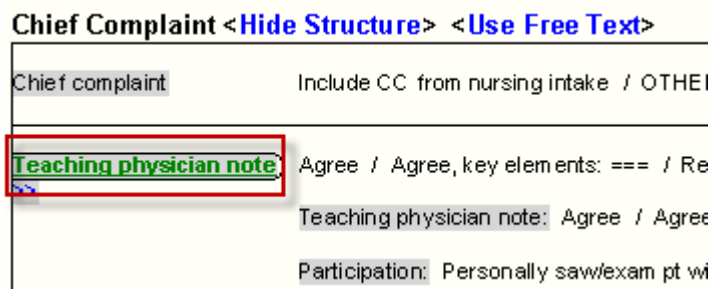 Chief Complaint <Hide Structure> <Use Free Text>
Chief complaint Include CC from nursing intake / OTHE
Teaching physician note Agree / Agree, key elements: === / Re
>>
Teaching physician note: Agree / Agree
Participation: Personally saw/exam pt wi